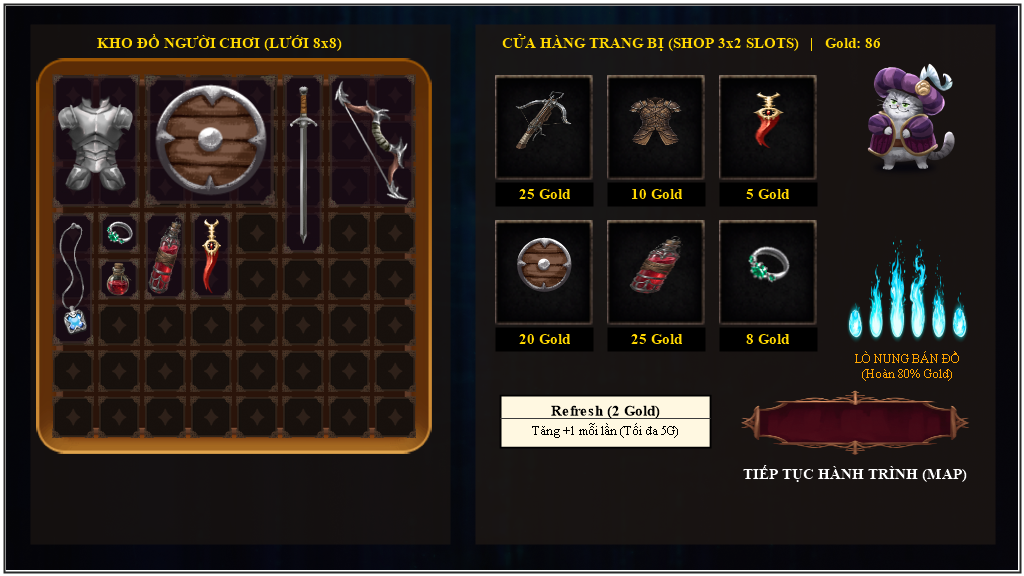 KHO ĐỒ NGƯỜI CHƠI (LƯỚI 8x8)
CỬA HÀNG TRANG BỊ (SHOP 3x2 SLOTS) | Gold: 86
25 Gold
10 Gold
5 Gold
20 Gold
25 Gold
8 Gold
LÒ NUNG BÁN ĐỒ
(Hoàn 80% Gold)
Refresh (2 Gold)
Tăng +1 mỗi lần (Tối đa 5G)
TIẾP TỤC HÀNH TRÌNH (MAP)